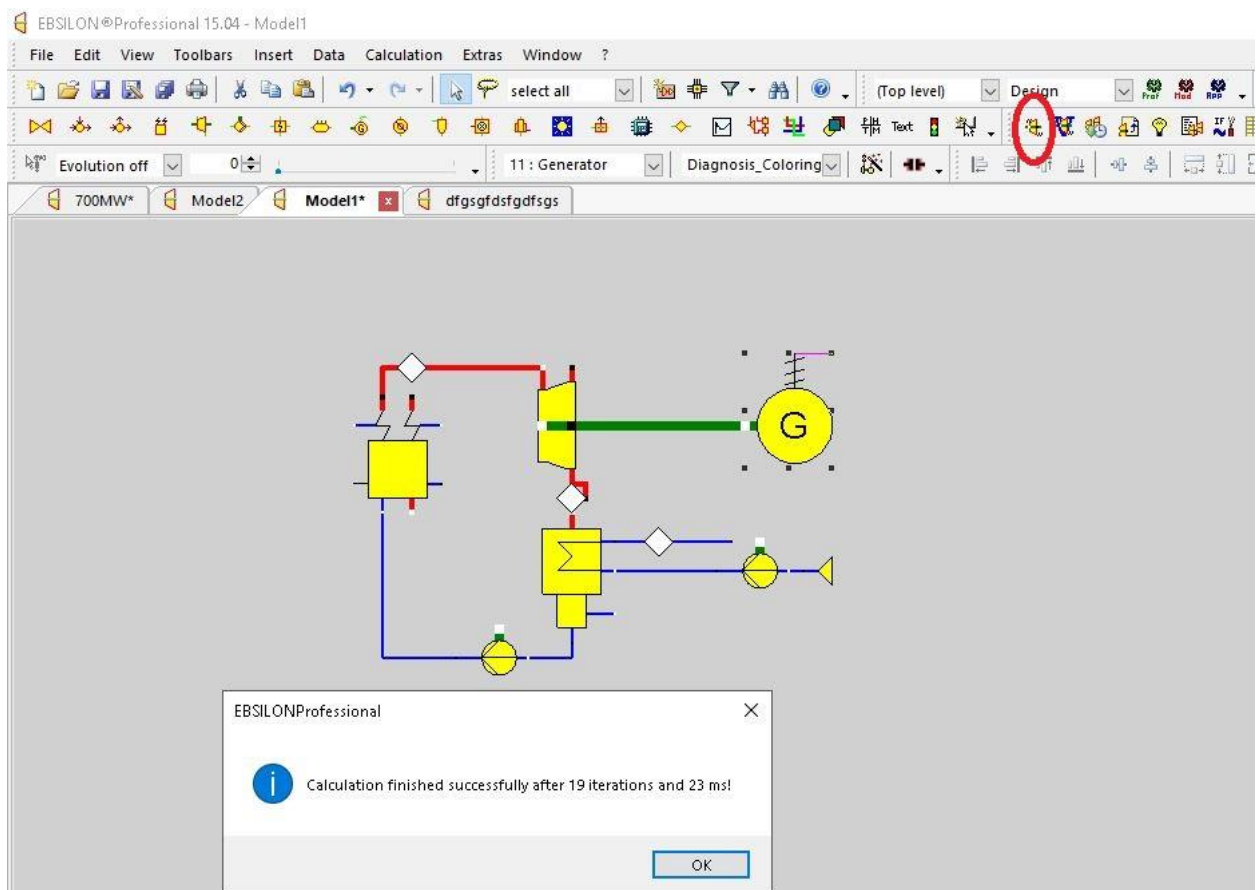 EBSILON®Professional 15.04 - Model1
File Edit View Toolbars Insert Data Calculation Extras Window ?
select all (Top level) Design
Text
Evolution off 0 11 : Generator Diagnosis_Coloring
700MW* Model2 Model1* dfgsgfdsfgdfsgs
G
EBSILONProfessional
Calculation finished successfully after 19 iterations and 23 ms!
OK